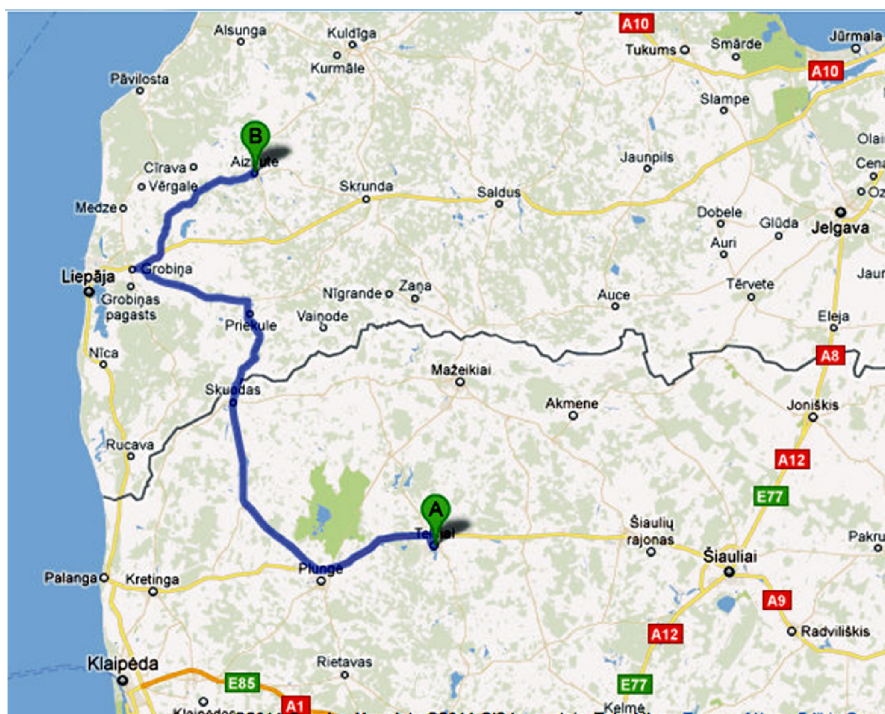 A10
Alsunga
Kuldīga
Jūrmala
Smārde
Tukums
Kurmāle
A10
Pāvilosta
Slampe
B
Olain
Jaunpils
Cīrava
Vērgale
Skrunda
Saldus
Medze
Dobele
Glūda
Jelgava
Auri
Grobiņa
Liepāja
Grobiņas
pagasts
Nīgrande
Zaņa
Auce
Tērvete
Priekule
Vaiņode
Eleja
Nīca
A8
Mažeikiai
Skuodas
Akmene
Joniškis
Rucava
A12
E77
A
Šiaulių
rajonas
Šiauliai
Palanga
Kretinga
Plungė
A9
A12
Radviliškis
Klaipėda
Rietavas
E85
E77
A1
Kelmė